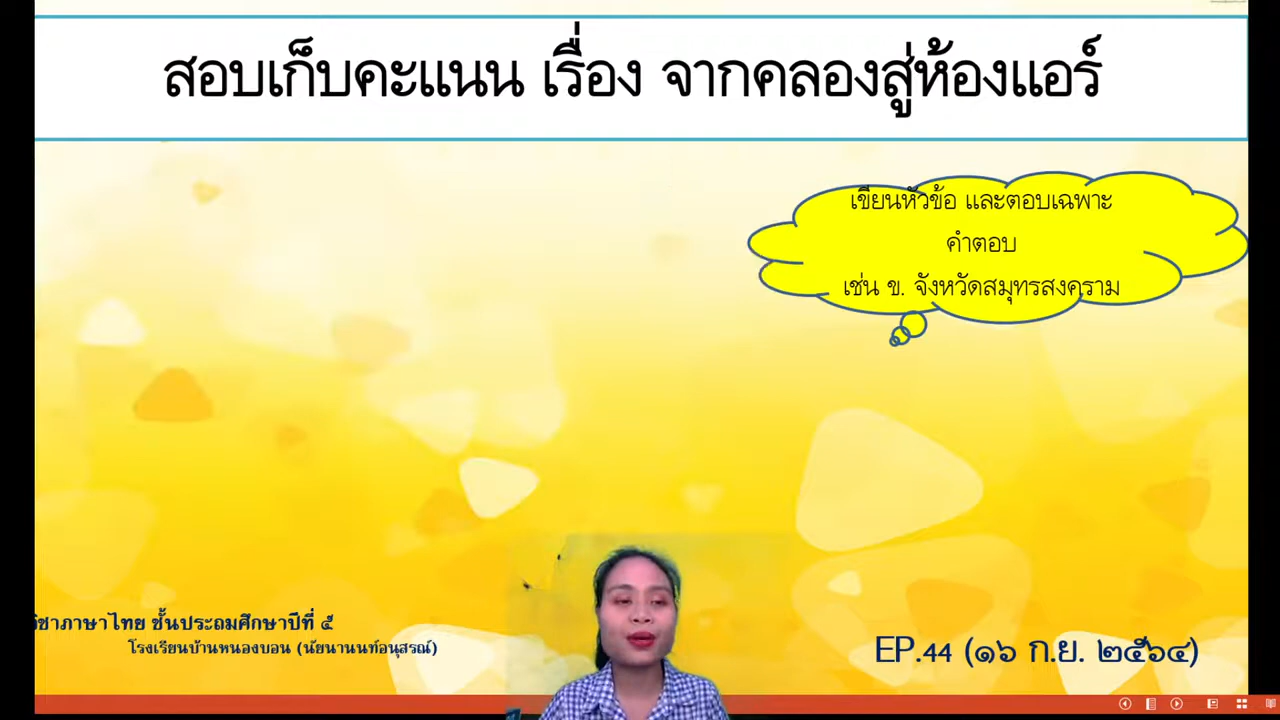 สอบเก็บคะแนน เรื่อง จากคลองสู่ห้องแอร์
เขียนหัวข้อ และตอบเฉพาะ
คำตอบ
เช่น ข. จังหวัดสมุทรสงคราม
วิชาภาษาไทย ชั้นประถมศึกษาปีที่ ๕
โรงเรียนบ้านหนองบอน (นัยนานนท์อนุสรณ์)
EP.44 (๑๖ ก.ย. ๒๕๖๔)